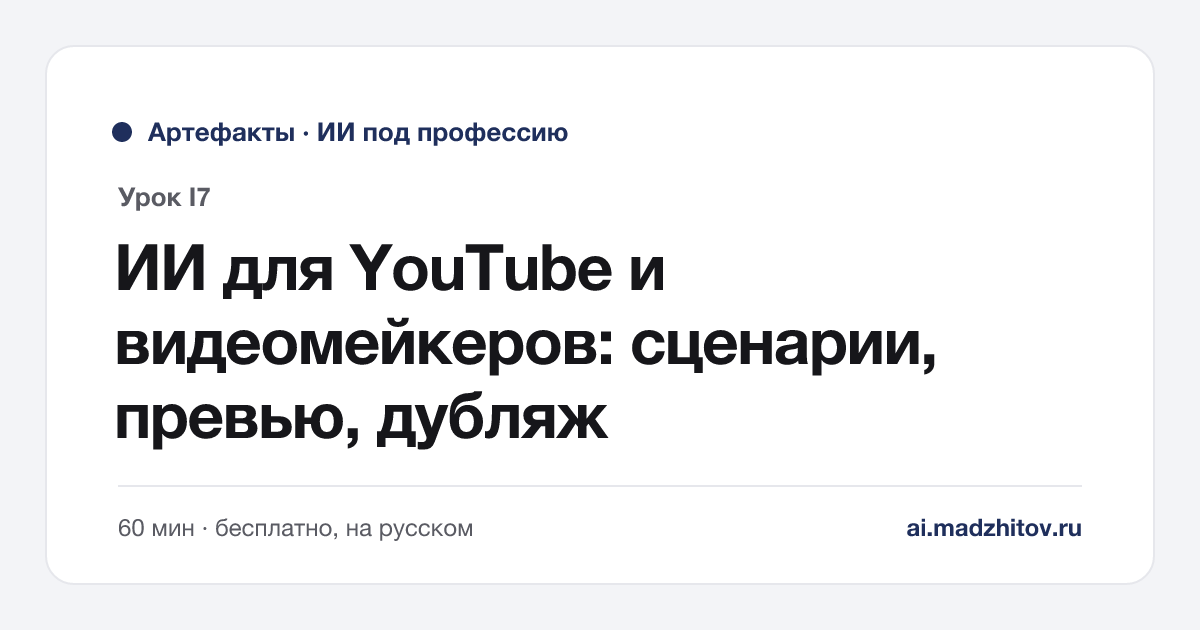 Артефакты · ИИ под профессию
Урок I7
ИИ для YouTube и
видеомейкеров: сценарии,
превью, дубляж
60 мин · бесплатно, на русском
ai.madzhitov.ru